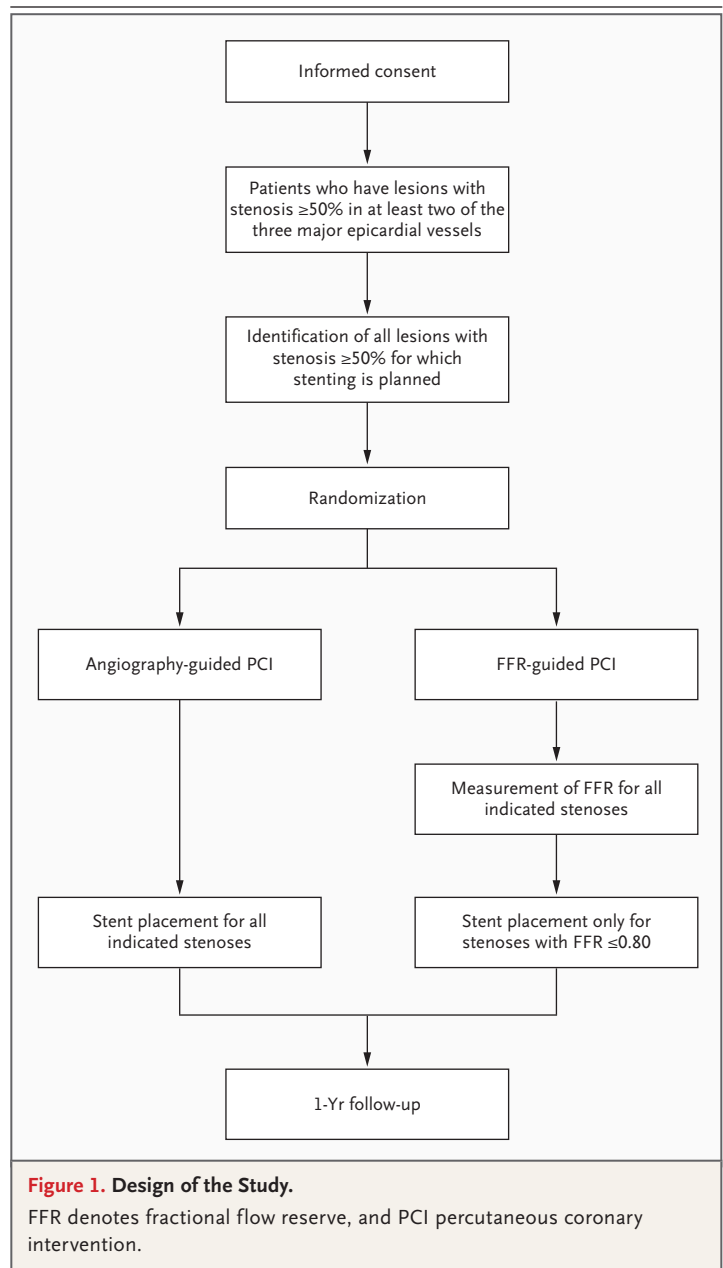 Informed consent
Patients who have lesions with
stenosis ≥50% in at least two of the
three major epicardial vessels
Identification of all lesions with
stenosis ≥50% for which
stenting is planned
Randomization
Angiography-guided PCI
FFR-guided PCI
Measurement of FFR for all
indicated stenoses
Stent placement for all
indicated stenoses
Stent placement only for
stenoses with FFR ≤0.80
1-Yr follow-up
Figure 1. Design of the Study.
FFR denotes fractional flow reserve, and PCI percutaneous coronary
intervention.